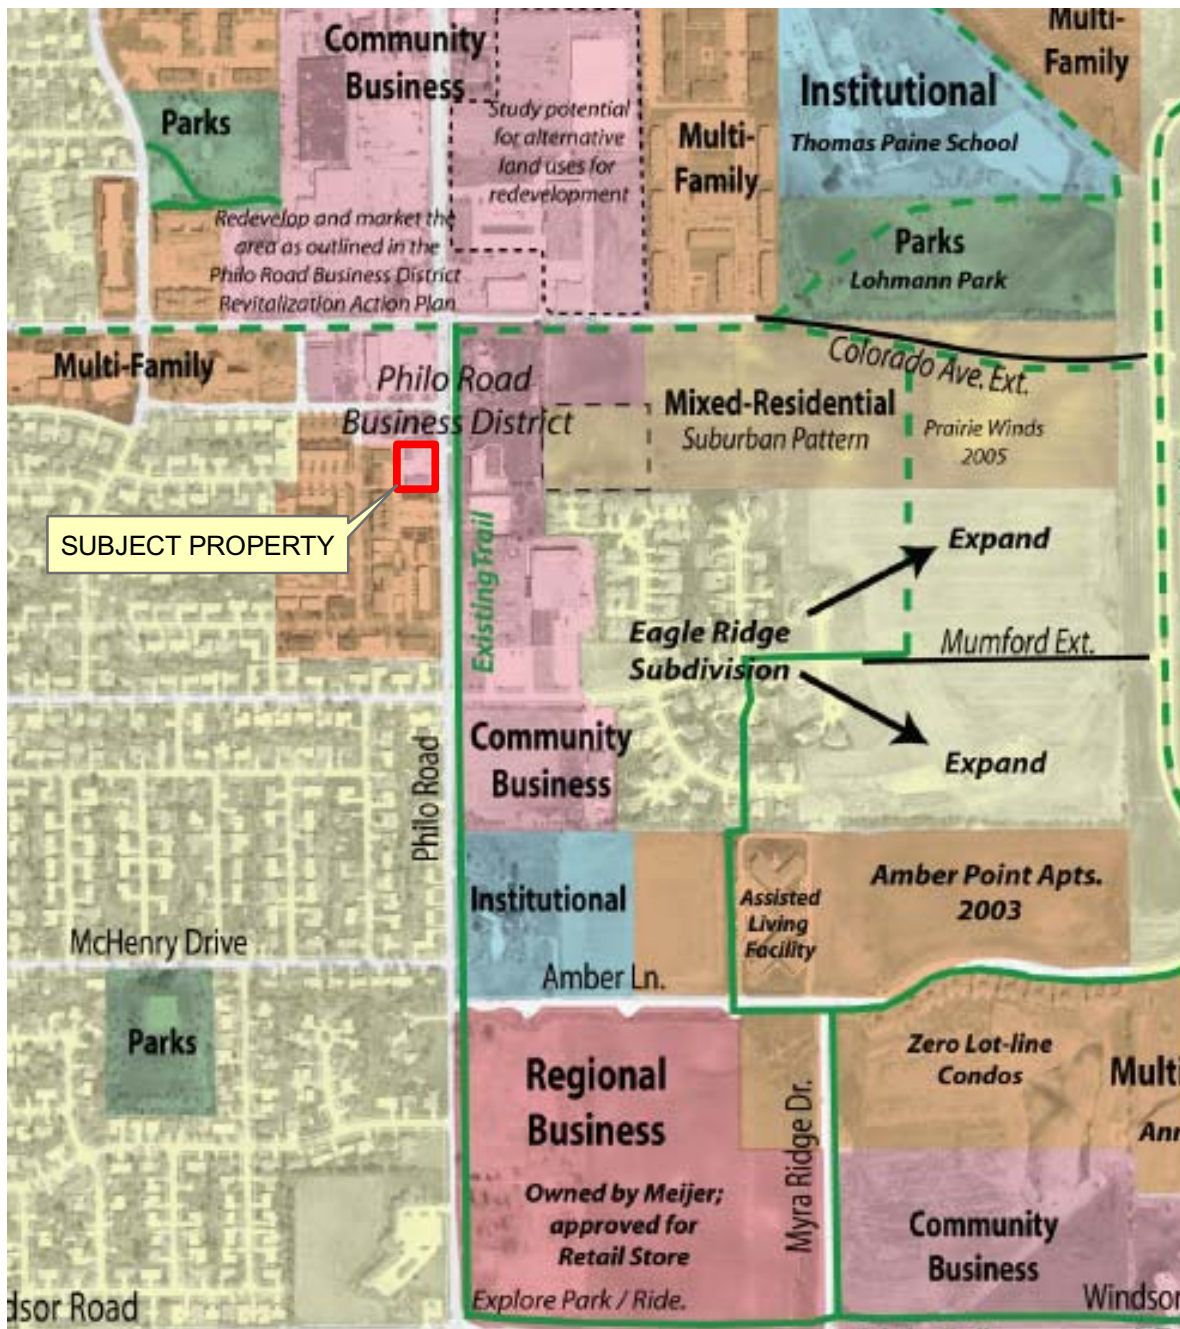 Community
Business
Study potential
for alternative
land uses for
redevelopment
Multi-
Family
Institutional
Thomas Paine School
Multi-
Family
Parks
Redevelop and market the
area as outlined in the
Philo Road Business District
Revitalization Action Plan
Parks
Lohmann Park
Colorado Ave. Ext.
Multi-Family
Philo Road
Business District
Mixed-Residential
Suburban Pattern
Prairie Winds
2005
SUBJECT PROPERTY
Existing Trail
Expand
Eagle Ridge
Subdivision
Mumford Ext.
Expand
Community
Business
Philo Road
Institutional
Assisted
Living
Facility
Amber Point Apts.
2003
McHenry Drive
Amber Ln.
Parks
Regional
Business
Owned by Meijer;
approved for
Retail Store
Explore Park / Ride.
Myra Ridge Dr.
Zero Lot-line
Condos
Multi
Ann
Community
Business
dsor Road
Windsor